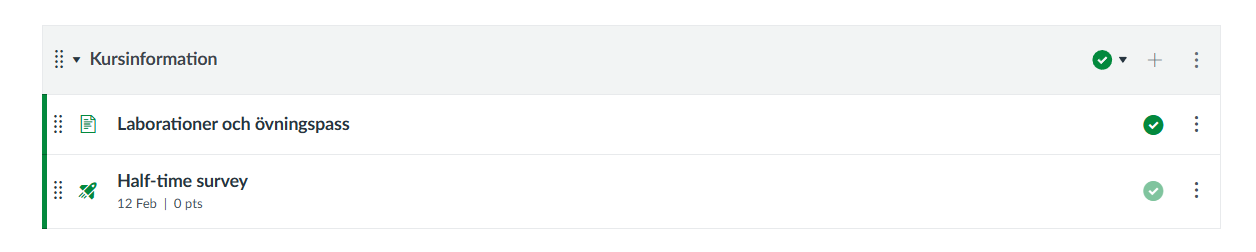 Kursinformation
Laborationer och övningspass
Half-time survey
12 Feb | 0 pts